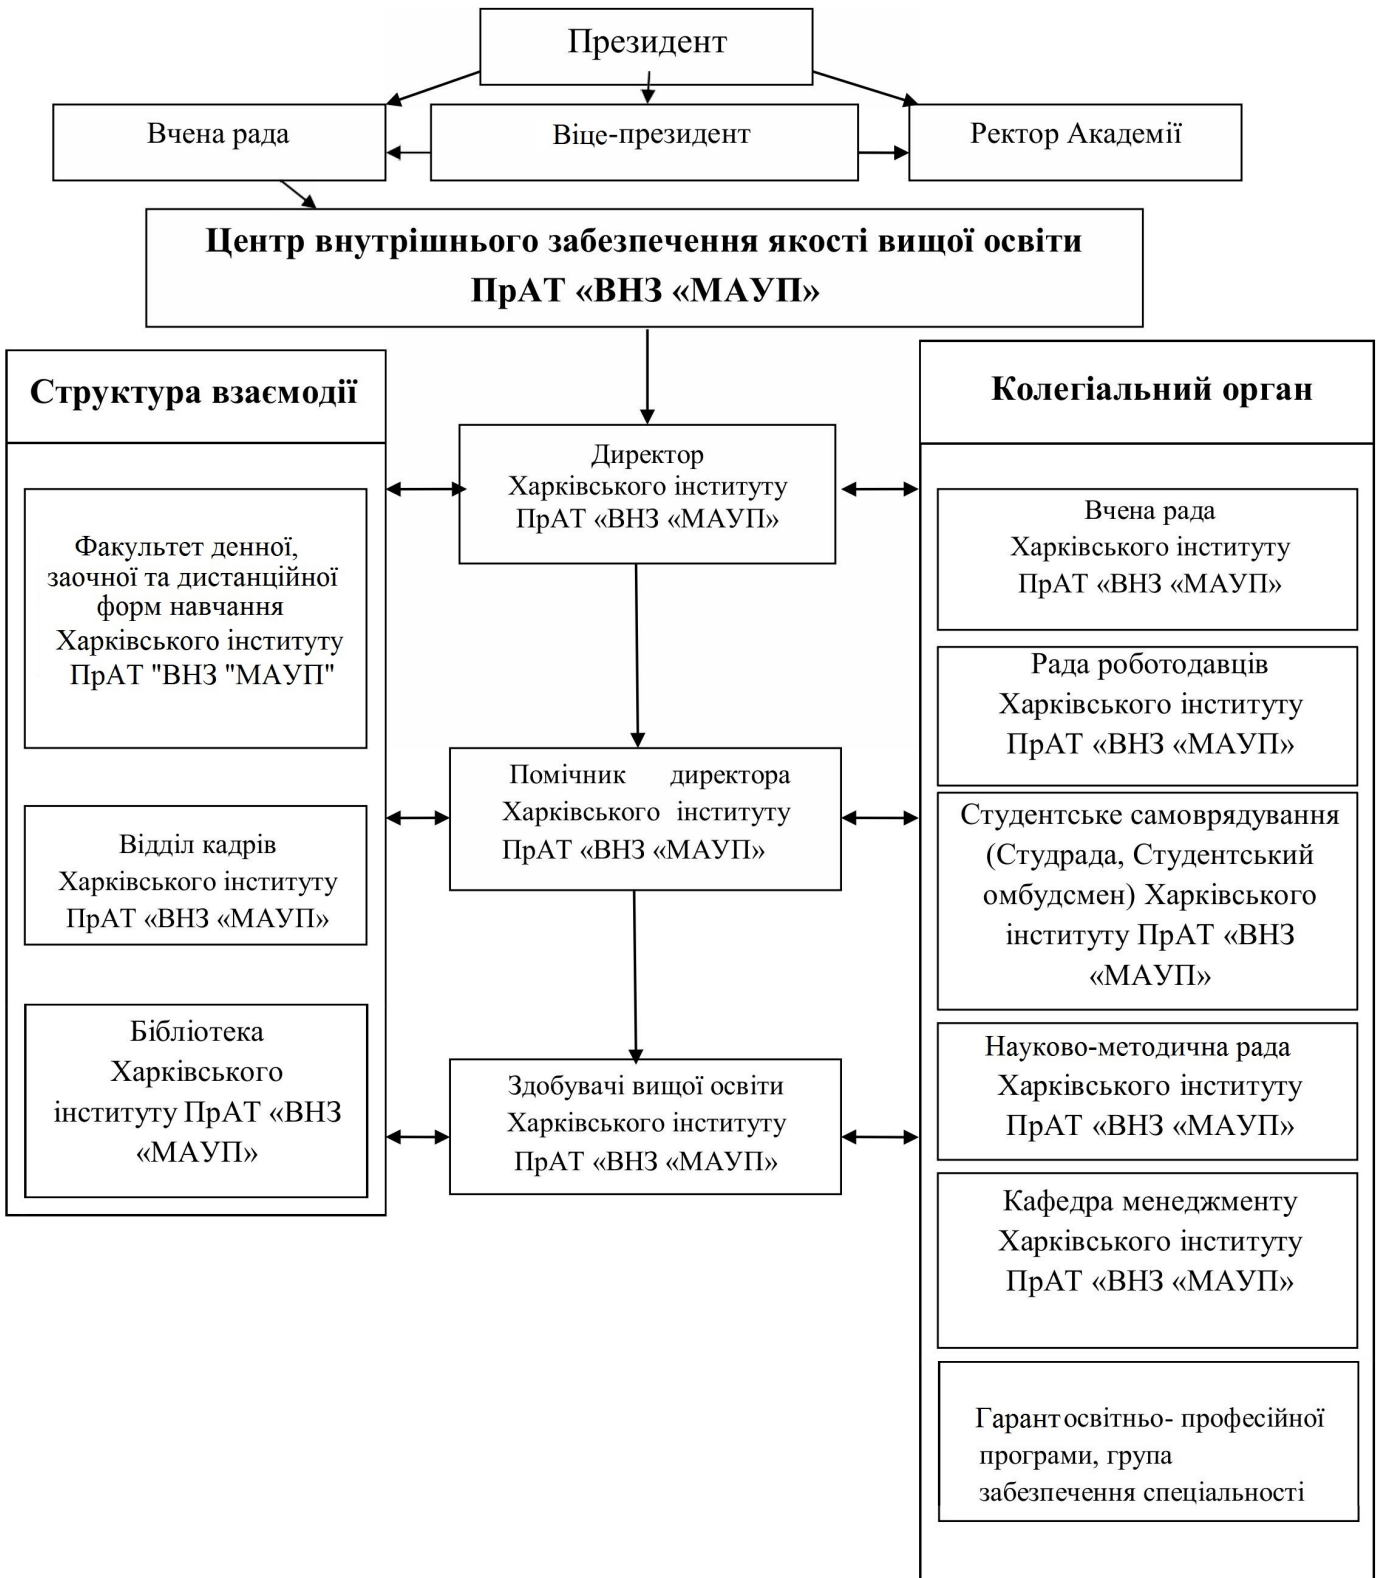 Президент
Вчена рада
Віце-президент
Ректор Академії
Центр внутрішнього забезпечення якості вищої освіти
ПрАТ «ВНЗ «МАУП»
Структура взаємодії
Факультет денної,
заочної та дистанційної
форм навчання
Харківського інституту
ПрАТ "ВНЗ "МАУП"
Відділ кадрів
Харківського інституту
ПрАТ «ВНЗ «МАУП»
Бібліотека
Харківського
інституту ПрАТ «ВНЗ
«МАУП»
Директор
Харківського інституту
ПрАТ «ВНЗ «МАУП»
Помічник директора
Харківського інституту
ПрАТ «ВНЗ «МАУП»
Здобувачі вищої освіти
Харківського інституту
ПрАТ «ВНЗ «МАУП»
Колегіальний орган
Вчена рада
Харківського інституту
ПрАТ «ВНЗ «МАУП»
Рада роботодавців
Харківського інституту
ПрАТ «ВНЗ «МАУП»
Студентське самоврядування
(Студрада, Студентський
омбудсмен) Харківського
інституту ПрАТ «ВНЗ
«МАУП»
Науково-методична рада
Харківського інституту
ПрАТ «ВНЗ «МАУП»
Кафедра менеджменту
Харківського інституту
ПрАТ «ВНЗ «МАУП»
Гарант освітньо- професійної
програми, група
забезпечення спеціальності